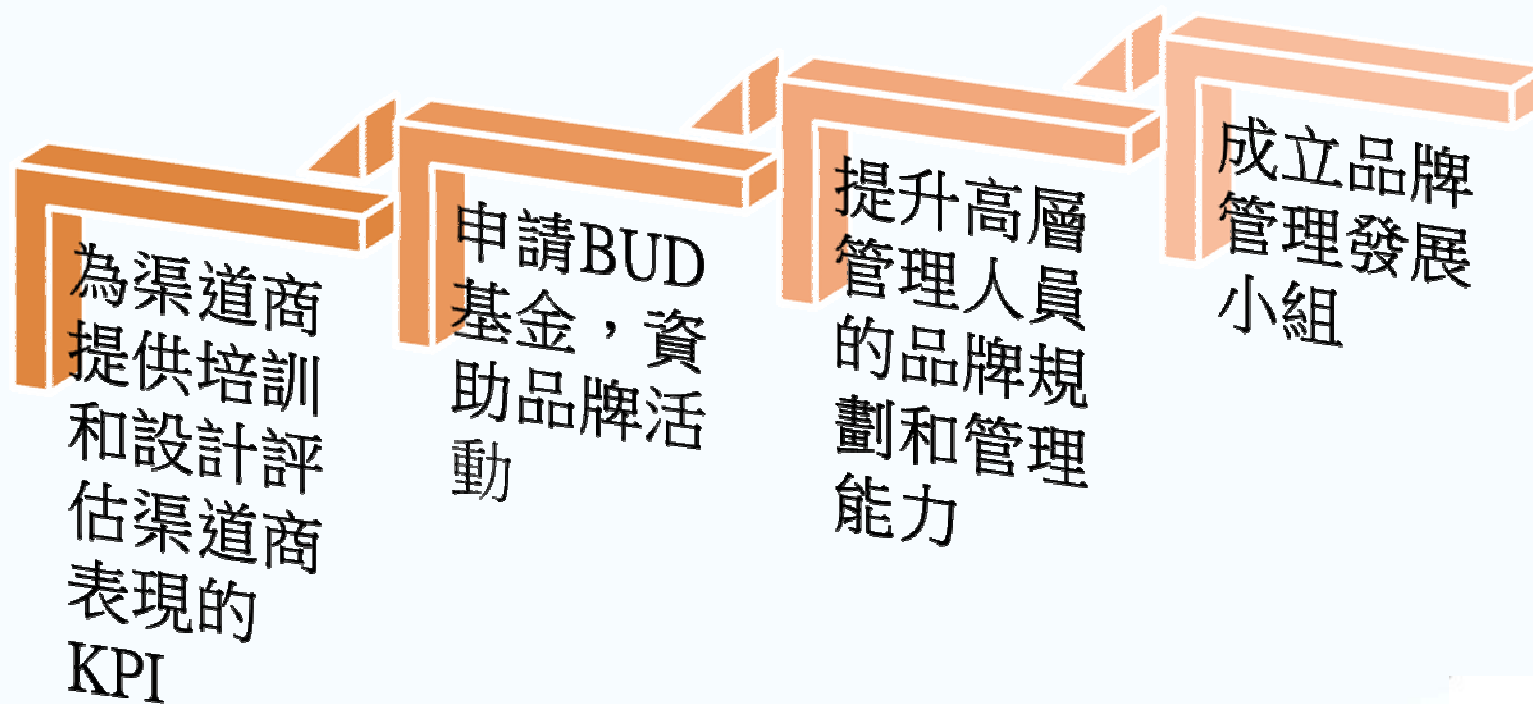 為渠道商
提供培訓
和設計評
估渠道商
表現的
KPI
申請BUD
基金，資
助品牌活
動
提升高層
管理人員
的品牌規
劃和管理
能力
成立品牌
管理發展
小組